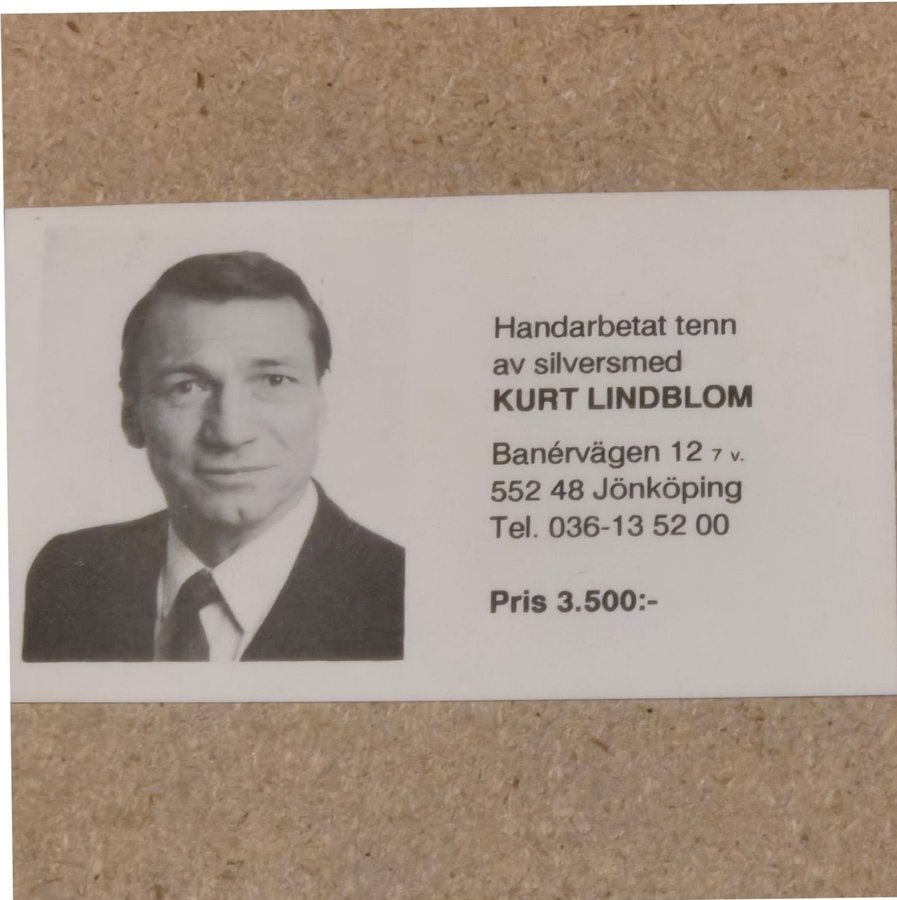 Handarbetat tenn
av silversmed
KURT LINDBLOM
Banérvägen 12 7 v.
552 48 Jönköping
Tel. 036-13 52 00
Pris 3.500:-